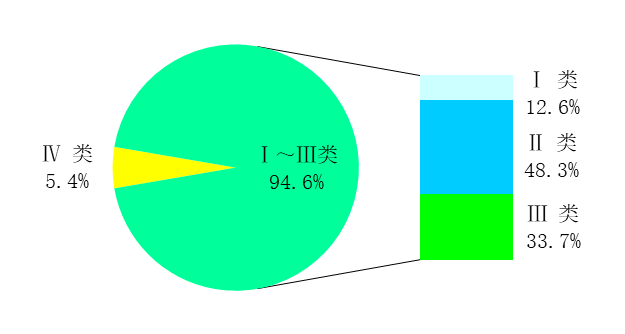 Ⅳ 类
5.4%
Ⅰ～Ⅲ类
94.6%
Ⅰ 类
12.6%
Ⅱ 类
48.3%
Ⅲ 类
33.7%